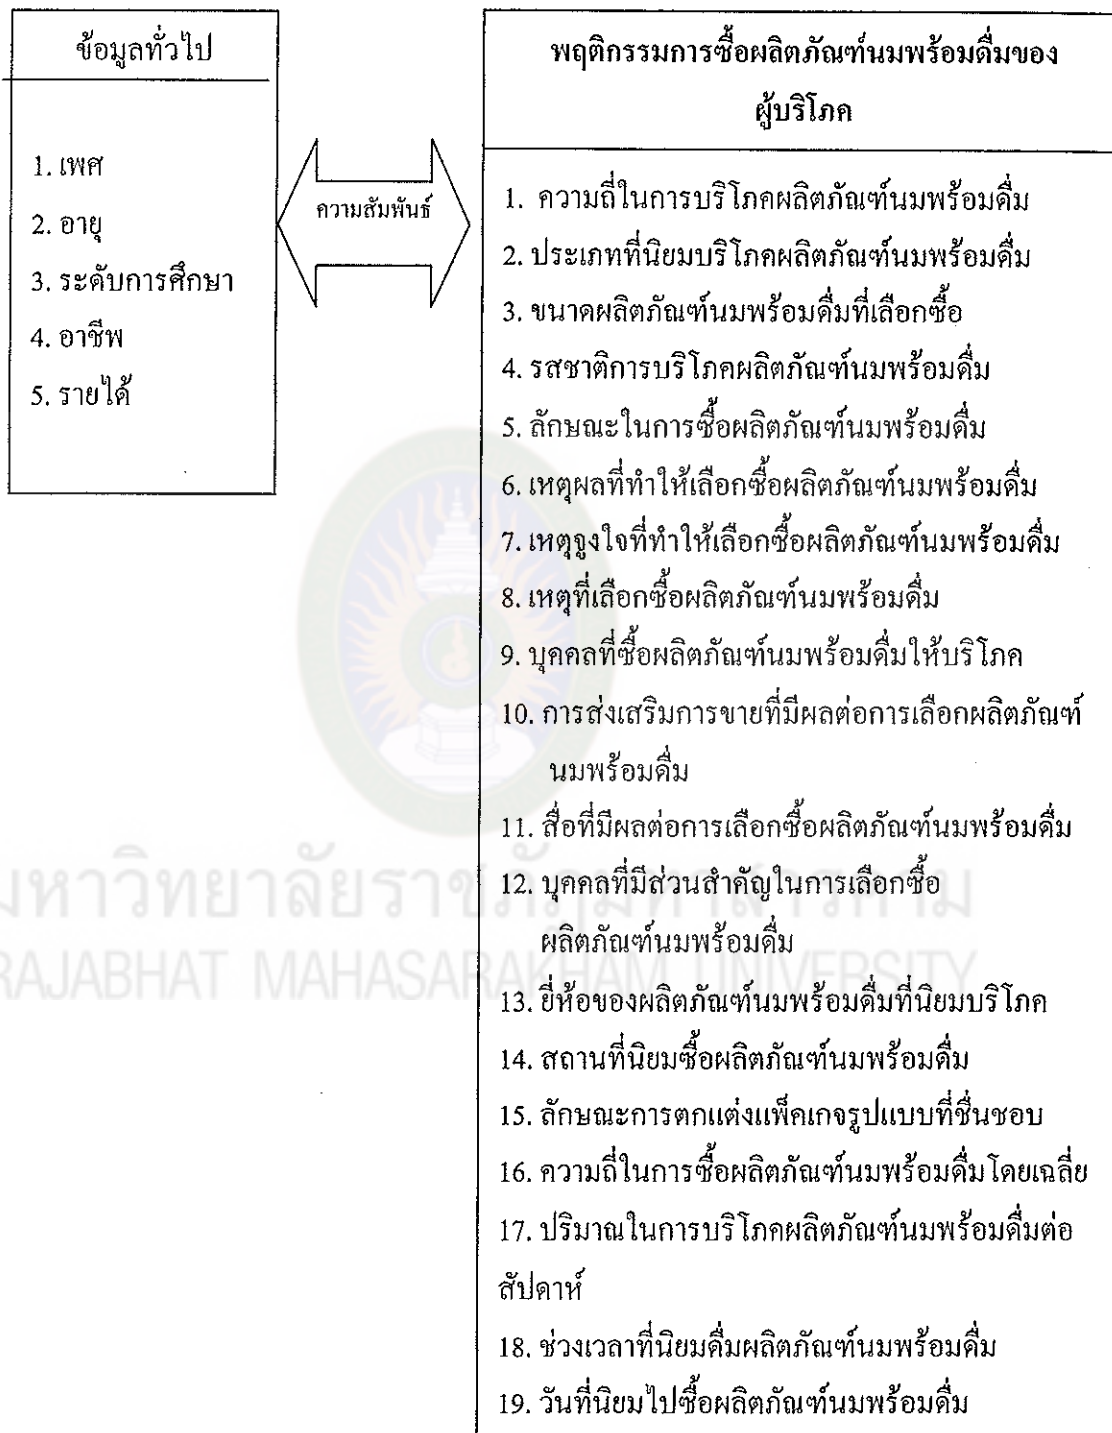 ข้อมูลทั่วไป
1. เพศ
2. อายุ
3. ระดับการศึกษา
4. อาชีพ
5. รายได้
ความสัมพันธ์
พฤติกรรมการซื้อผลิตภัณฑ์นมพร้อมดื่มของ
ผู้บริโภค
1. ความถี่ในการบริโภคผลิตภัณฑ์นมพร้อมดื่ม
2. ประเภทที่นิยมบริโภคผลิตภัณฑ์นมพร้อมดื่ม
3. ขนาดผลิตภัณฑ์นมพร้อมดื่มที่เลือกซื้อ
4. รสชาติการบริโภคผลิตภัณฑ์นมพร้อมดื่ม
5. ลักษณะในการซื้อผลิตภัณฑ์นมพร้อมดื่ม
6. เหตุผลที่ทำให้เลือกซื้อผลิตภัณฑ์นมพร้อมดื่ม
7. เหตุจูงใจที่ทำให้เลือกซื้อผลิตภัณฑ์นมพร้อมดื่ม
8. เหตุที่เลือกซื้อผลิตภัณฑ์นมพร้อมดื่ม
9. บุคคลที่ซื้อผลิตภัณฑ์นมพร้อมดื่มให้บริโภค
10. การส่งเสริมการขายที่มีผลต่อการเลือกผลิตภัณฑ์
นมพร้อมดื่ม
11. สื่อที่มีผลต่อการเลือกซื้อผลิตภัณฑ์นมพร้อมดื่ม
12. บุคคลที่มีส่วนสำคัญในการเลือกซื้อ
ผลิตภัณฑ์นมพร้อมดื่ม
13. ยี่ห้อของผลิตภัณฑ์นมพร้อมดื่มที่นิยมบริโภค
14. สถานที่นิยมซื้อผลิตภัณฑ์นมพร้อมดื่ม
15. ลักษณะการตกแต่งแพ็คเกจรูปแบบที่ชื่นชอบ
16. ความถี่ในการซื้อผลิตภัณฑ์นมพร้อมดื่มโดยเฉลี่ย
17. ปริมาณในการบริโภคผลิตภัณฑ์นมพร้อมดื่มต่อ
สัปดาห์
18. ช่วงเวลาที่นิยมดื่มผลิตภัณฑ์นมพร้อมดื่ม
19. วันที่นิยมไปซื้อผลิตภัณฑ์นมพร้อมดื่ม
มหาวิทยาลัยราชภัฏมหาสารคาม
RAJABHAT MAHASARAKHAM UNIVERSITY